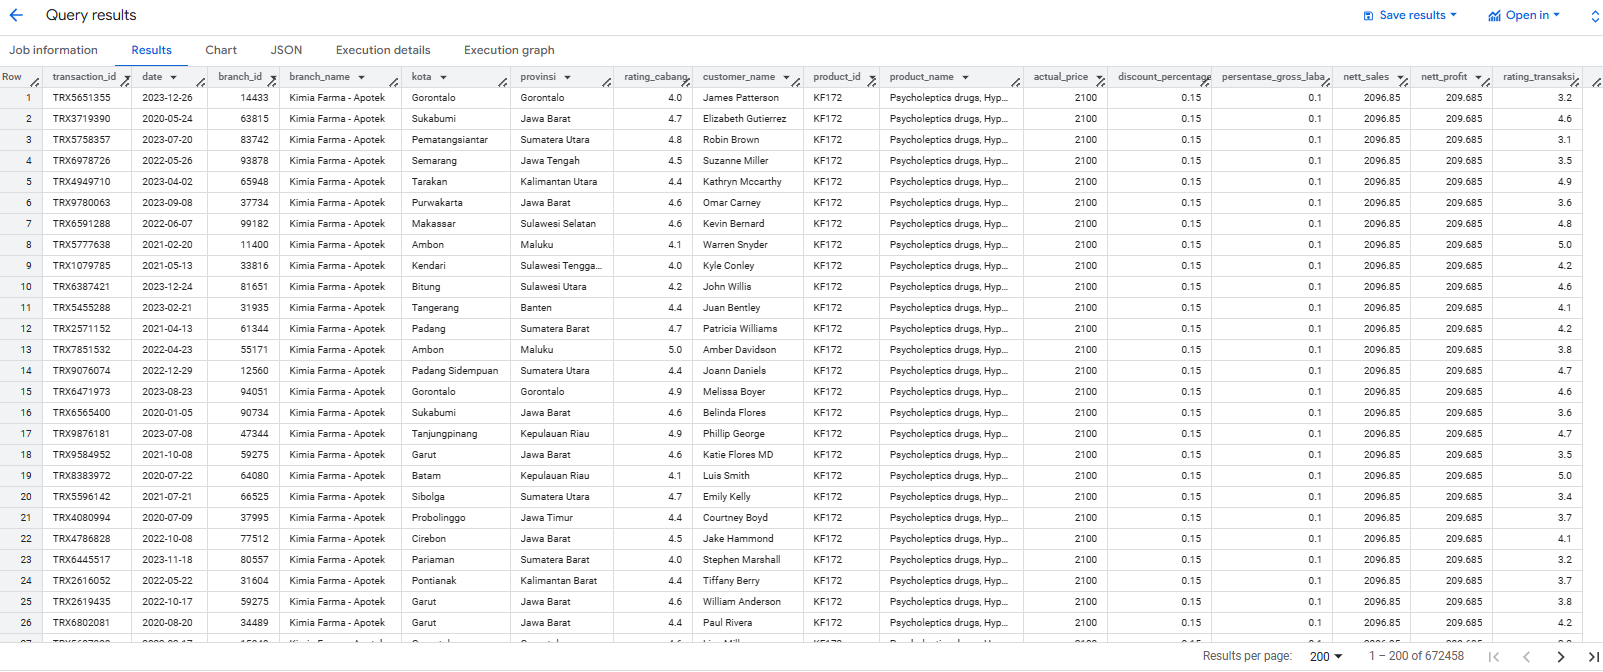 Query results Save results Open in
Job information Results Chart JSON Execution details Execution graph
Row transaction_id date branch_id branch_name kota provinsi rating_cabang customer_name product_id product_name actual_price discount_percentage persentase_gross_laba nett_sales nett_profit rating_transaksi
1 TRX5651355 2023-12-26 14433 Kimia Farma - Apotek Gorontalo Gorontalo 4.0 James Patterson KF172 Psycholeptics drugs, Hyp... 2100 0.15 0.1 2096.85 209.685 3.2
2 TRX3719390 2020-05-24 63815 Kimia Farma - Apotek Sukabumi Jawa Barat 4.7 Elizabeth Gutierrez KF172 Psycholeptics drugs, Hyp... 2100 0.15 0.1 2096.85 209.685 4.6
3 TRX5758357 2023-07-20 83742 Kimia Farma - Apotek Pematangsiantar Sumatera Utara 4.8 Robin Brown KF172 Psycholeptics drugs, Hyp... 2100 0.15 0.1 2096.85 209.685 3.1
4 TRX6978726 2022-05-26 93878 Kimia Farma - Apotek Semarang Jawa Tengah 4.5 Suzanne Miller KF172 Psycholeptics drugs, Hyp... 2100 0.15 0.1 2096.85 209.685 3.5
5 TRX4949710 2023-04-02 65948 Kimia Farma - Apotek Tarakan Kalimantan Utara 4.4 Kathryn Mccarthy KF172 Psycholeptics drugs, Hyp... 2100 0.15 0.1 2096.85 209.685 4.9
6 TRX9780063 2023-09-08 37734 Kimia Farma - Apotek Purwakarta Jawa Barat 4.6 Omar Carney KF172 Psycholeptics drugs, Hyp... 2100 0.15 0.1 2096.85 209.685 3.6
7 TRX6591288 2022-06-07 99182 Kimia Farma - Apotek Makassar Sulawesi Selatan 4.6 Kevin Bernard KF172 Psycholeptics drugs, Hyp... 2100 0.15 0.1 2096.85 209.685 4.8
8 TRX5777638 2021-02-20 11400 Kimia Farma - Apotek Ambon Maluku 4.1 Warren Snyder KF172 Psycholeptics drugs, Hyp... 2100 0.15 0.1 2096.85 209.685 5.0
9 TRX1079785 2021-05-13 33816 Kimia Farma - Apotek Kendari Sulawesi Tengga... 4.0 Kyle Conley KF172 Psycholeptics drugs, Hyp... 2100 0.15 0.1 2096.85 209.685 4.2
10 TRX6387421 2023-12-24 81651 Kimia Farma - Apotek Bitung Sulawesi Utara 4.2 John Willis KF172 Psycholeptics drugs, Hyp... 2100 0.15 0.1 2096.85 209.685 4.6
11 TRX5455288 2023-02-21 31935 Kimia Farma - Apotek Tangerang Banten 4.4 Juan Bentley KF172 Psycholeptics drugs, Hyp... 2100 0.15 0.1 2096.85 209.685 4.1
12 TRX2571152 2021-04-13 61344 Kimia Farma - Apotek Padang Sumatera Barat 4.7 Patricia Williams KF172 Psycholeptics drugs, Hyp... 2100 0.15 0.1 2096.85 209.685 4.2
13 TRX7851532 2022-04-23 55171 Kimia Farma - Apotek Ambon Maluku 5.0 Amber Davidson KF172 Psycholeptics drugs, Hyp... 2100 0.15 0.1 2096.85 209.685 3.8
14 TRX9076074 2022-12-29 12560 Kimia Farma - Apotek Padang Sidempuan Sumatera Utara 4.4 Joann Daniels KF172 Psycholeptics drugs, Hyp... 2100 0.15 0.1 2096.85 209.685 4.7
15 TRX6471973 2023-08-23 94051 Kimia Farma - Apotek Gorontalo Gorontalo 4.9 Melissa Boyer KF172 Psycholeptics drugs, Hyp... 2100 0.15 0.1 2096.85 209.685 4.6
16 TRX6565400 2020-01-05 90734 Kimia Farma - Apotek Sukabumi Jawa Barat 4.6 Belinda Flores KF172 Psycholeptics drugs, Hyp... 2100 0.15 0.1 2096.85 209.685 3.6
17 TRX9876181 2023-07-08 47344 Kimia Farma - Apotek Tanjungpinang Kepulauan Riau 4.9 Phillip George KF172 Psycholeptics drugs, Hyp... 2100 0.15 0.1 2096.85 209.685 4.7
18 TRX9584952 2021-10-08 59275 Kimia Farma - Apotek Garut Jawa Barat 4.6 Katie Flores MD KF172 Psycholeptics drugs, Hyp... 2100 0.15 0.1 2096.85 209.685 3.5
19 TRX8383972 2020-07-22 64080 Kimia Farma - Apotek Batam Kepulauan Riau 4.1 Luis Smith KF172 Psycholeptics drugs, Hyp... 2100 0.15 0.1 2096.85 209.685 5.0
20 TRX5596142 2021-07-21 66525 Kimia Farma - Apotek Sibolga Sumatera Utara 4.7 Emily Kelly KF172 Psycholeptics drugs, Hyp... 2100 0.15 0.1 2096.85 209.685 3.4
21 TRX4080994 2020-07-09 37995 Kimia Farma - Apotek Probolinggo Jawa Timur 4.4 Courtney Boyd KF172 Psycholeptics drugs, Hyp... 2100 0.15 0.1 2096.85 209.685 3.7
22 TRX4786828 2022-10-08 77512 Kimia Farma - Apotek Cirebon Jawa Barat 4.5 Jake Hammond KF172 Psycholeptics drugs, Hyp... 2100 0.15 0.1 2096.85 209.685 4.1
23 TRX6445517 2023-11-18 80557 Kimia Farma - Apotek Pariaman Sumatera Barat 4.0 Stephen Marshall KF172 Psycholeptics drugs, Hyp... 2100 0.15 0.1 2096.85 209.685 3.2
24 TRX2616052 2022-05-22 31604 Kimia Farma - Apotek Pontianak Kalimantan Barat 4.4 Tiffany Berry KF172 Psycholeptics drugs, Hyp... 2100 0.15 0.1 2096.85 209.685 3.7
25 TRX2619435 2022-10-17 59275 Kimia Farma - Apotek Garut Jawa Barat 4.6 William Anderson KF172 Psycholeptics drugs, Hyp... 2100 0.15 0.1 2096.85 209.685 3.8
26 TRX6802081 2020-08-20 34489 Kimia Farma - Apotek Garut Jawa Barat 4.4 Paul Rivera KF172 Psycholeptics drugs, Hyp... 2100 0.15 0.1 2096.85 209.685 4.2
Results per page: 200 1 – 200 of 672458